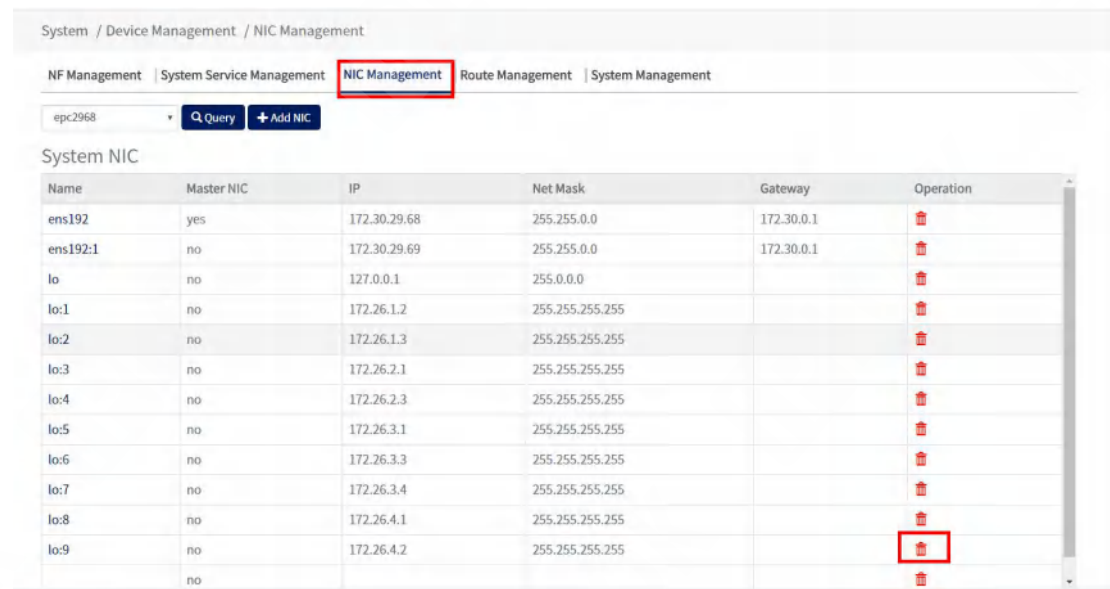 System / Device Management / NIC Management
NF Management | System Service Management NIC Management Route Management | System Management
epc2968 Query + Add NIC
System NIC
Name Master NIC IP Net Mask Gateway Operation
ens192 yes 172.30.29.68 255.255.0.0 172.30.0.1
ens192:1 no 172.30.29.69 255.255.0.0 172.30.0.1
lo no 127.0.0.1 255.0.0.0
lo:1 no 172.26.1.2 255.255.255.255
lo:2 no 172.26.1.3 255.255.255.255
lo:3 no 172.26.2.1 255.255.255.255
lo:4 no 172.26.2.3 255.255.255.255
lo:5 no 172.26.3.1 255.255.255.255
lo:6 no 172.26.3.3 255.255.255.255
lo:7 no 172.26.3.4 255.255.255.255
lo:8 no 172.26.4.1 255.255.255.255
lo:9 no 172.26.4.2 255.255.255.255
no